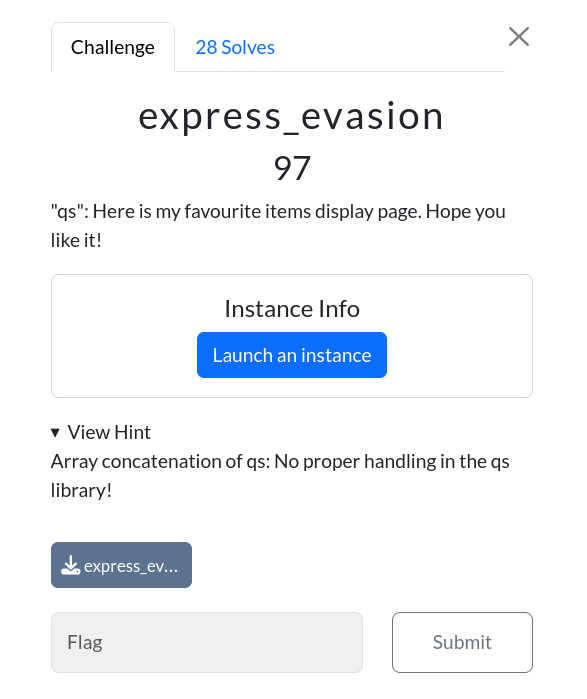 Challenge
28 Solves
express_evasion
97
"qs": Here is my favourite items display page. Hope you
like it!
Instance Info
Launch an instance
▾ View Hint
Array concatenation of qs: No proper handling in the qs
library!
express_ev...
Flag
Submit